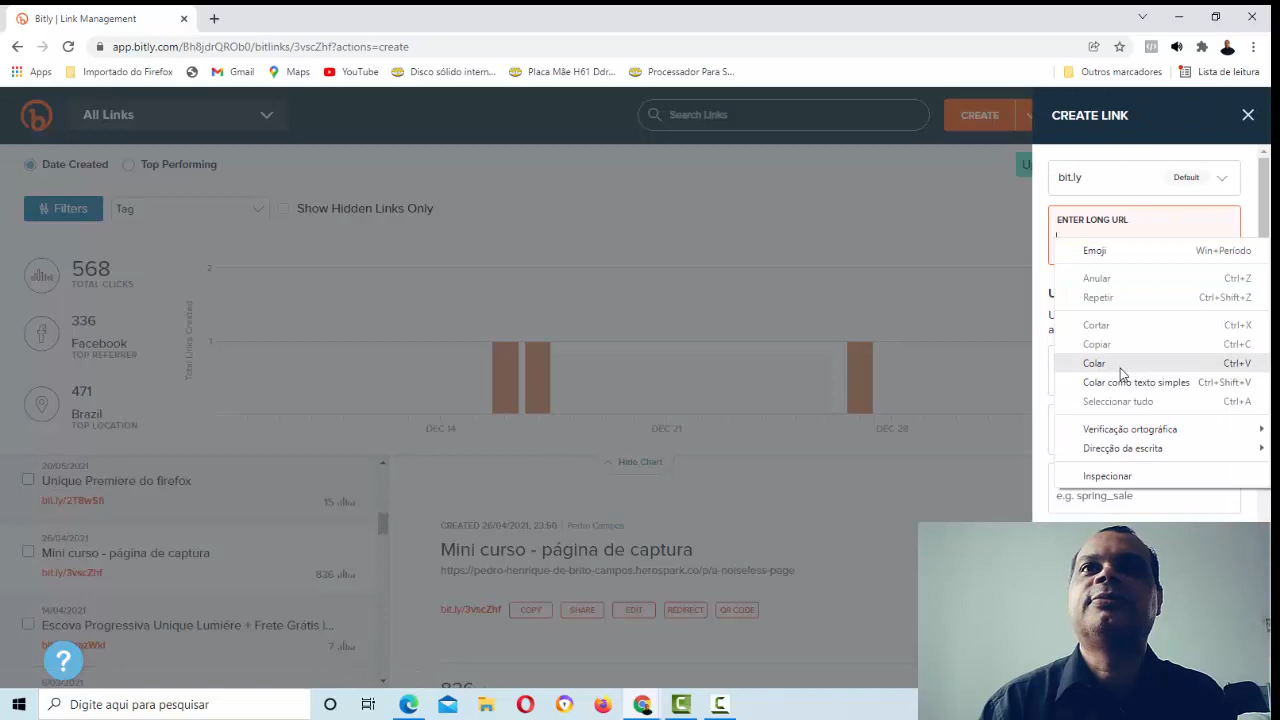 Bitly | Link Management
app.bitly.com/Bh8jdrQROb0/bitlinks/3vscZhf?actions=create
Apps
Importado do Firefox
Gmail
Maps
YouTube
Disco sólido intern...
Placa Mãe H61 Ddr...
Processador Para S...
Outros marcadores
Lista de leitura
All Links
Search Links
CREATE
CREATE LINK
Date Created
Top Performing
bit.ly
Default
Filters
Tag
Show Hidden Links Only
ENTER LONG URL
Emoji Win+Período
Anular Ctrl+Z
Repetir Ctrl+Shift+Z
Cortar Ctrl+X
Copiar Ctrl+C
Colar Ctrl+V
Colar como texto simples Ctrl+Shift+V
Seleccionar tudo Ctrl+A
Verificação ortográfica
Direcção da escrita
Inspecionar
e.g. spring_sale
568
TOTAL CLICKS
336
Facebook
TOP REFERRER
471
Brazil
TOP LOCATION
Total Links Created
2
1
DEC 14
DEC 21
DEC 28
Hide Chart
20/05/2021
Unique Premiere do firefox
bit.ly/2T8wSfi
15
26/04/2021
Mini curso - página de captura
bit.ly/3vscZhf
836
14/04/2021
Escova Progressiva Unique Lumiére + Frete Grátis |...
7
CREATED 26/04/2021, 23:50 | Pedro Campos
Mini curso - página de captura
https://pedro-henrique-de-brito-campos.herospark.co/p/a-noiseless-page
bit.ly/3vscZhf
COPY
SHARE
EDIT
REDIRECT
QR CODE
?
Digite aqui para pesquisar